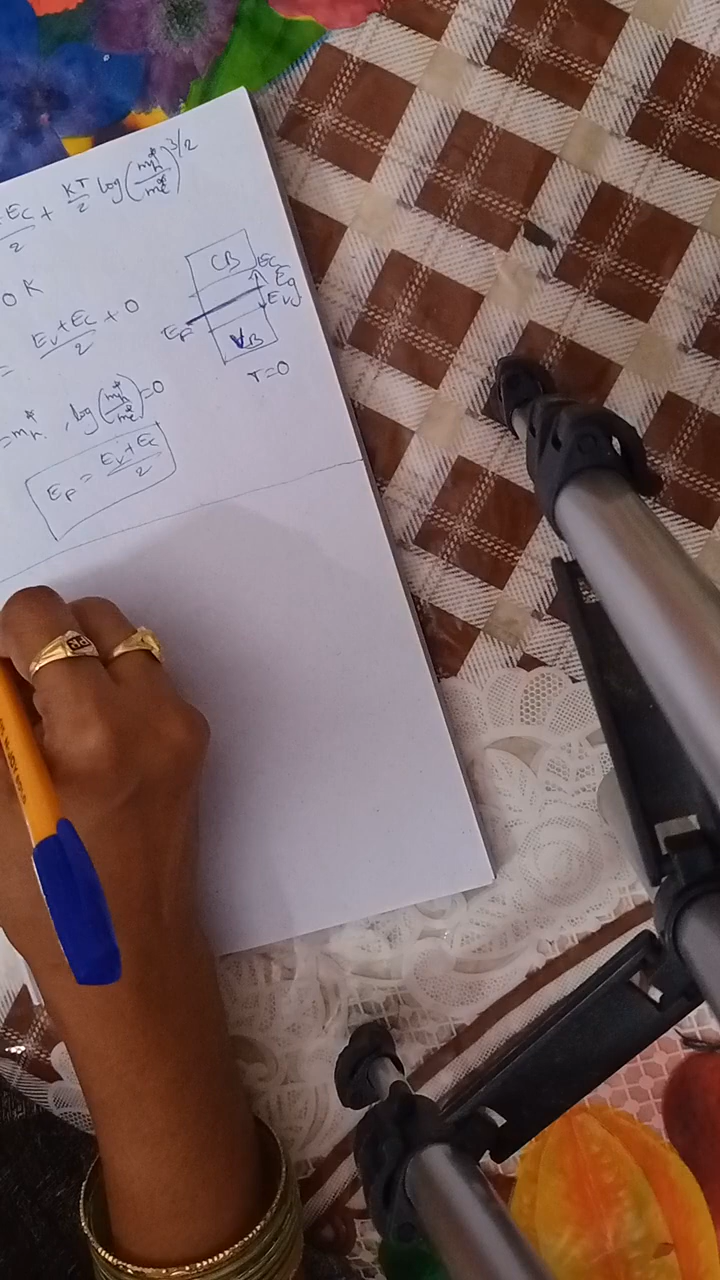 Ec/2 + KT/2 log(mh*/me*)^3/2
CB
Ec
Eg
Ev
0 K
= Ev+Ec/2 + 0
EF
VB
T=0
= mh*, log(mh*/me*)=0
EF = Ev+Ec/2
PR